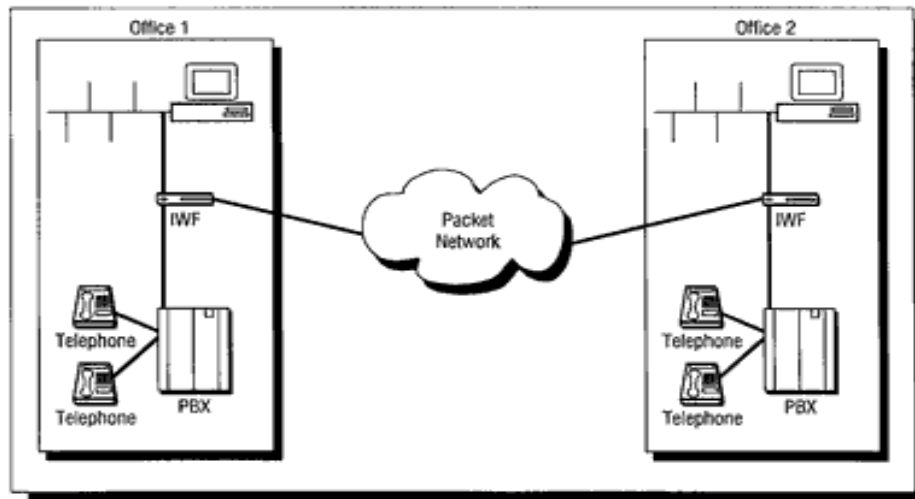 Office 1
Office 2
IWF
Packet
Network
IWF
Telephone
Telephone
PBX
Telephone
Telephone
PBX